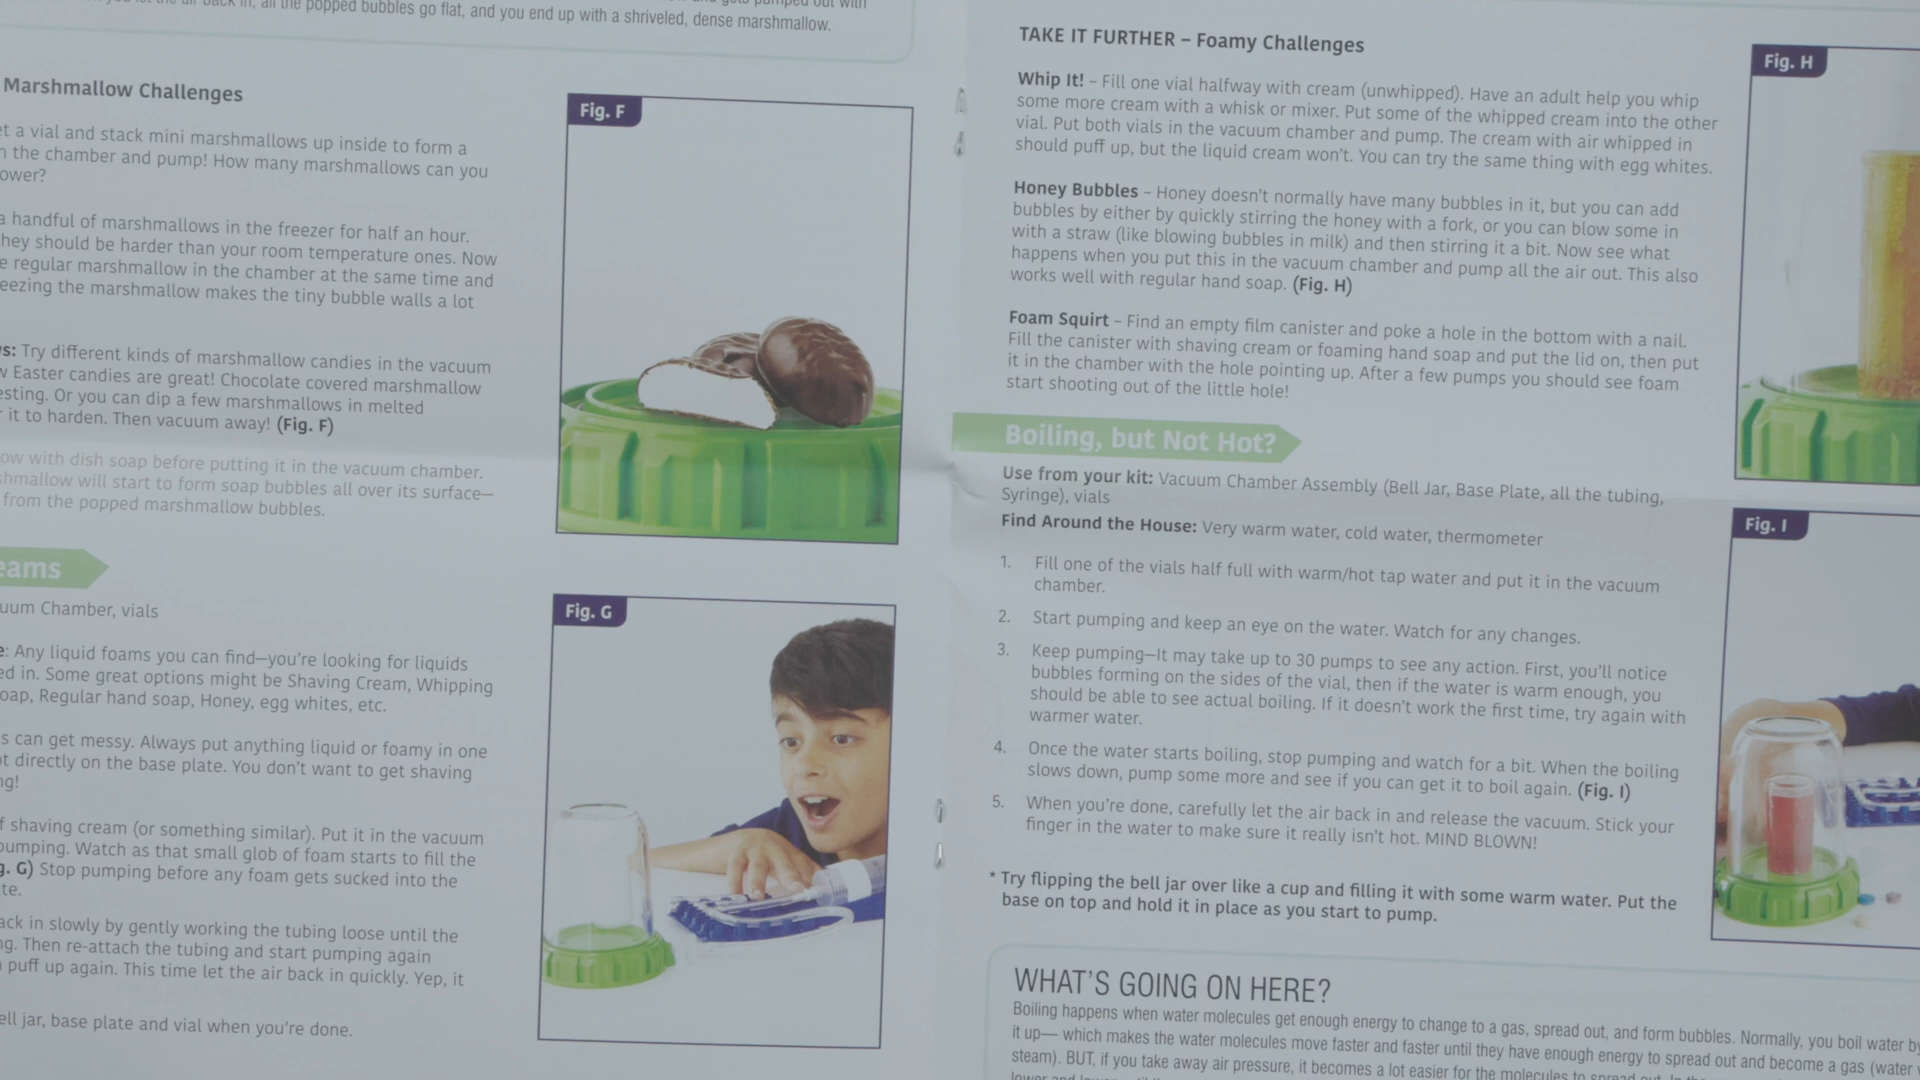 all the popped bubbles go flat, and you end up with a shriveled, dense marshmallow.
Marshmallow Challenges
a vial and stack mini marshmallows up inside to form a
the chamber and pump! How many marshmallows can you
a handful of marshmallows in the freezer for half an hour.
hey should be harder than your room temperature ones. Now
regular marshmallow in the chamber at the same time and
eezing the marshmallow makes the tiny bubble walls a lot
s: Try different kinds of marshmallow candies in the vacuum
Easter candies are great! Chocolate covered marshmallow
esting. Or you can dip a few marshmallows in melted
it to harden. Then vacuum away! (Fig. F)
ow with dish soap before putting it in the vacuum chamber.
shmallow will start to form soap bubbles all over its surface—
from the popped marshmallow bubbles.
Fig. F
eams
uum Chamber, vials
e: Any liquid foams you can find—you're looking for liquids
ed in. Some great options might be Shaving Cream, Whipping
oap, Regular hand soap, Honey, egg whites, etc.
s can get messy. Always put anything liquid or foamy in one
ot directly on the base plate. You don't want to get shaving
ng!
f shaving cream (or something similar). Put it in the vacuum
pumping. Watch as that small glob of foam starts to fill the
g. G) Stop pumping before any foam gets sucked into the
te.
ack in slowly by gently working the tubing loose until the
ng. Then re-attach the tubing and start pumping again
puff up again. This time let the air back in quickly. Yep, it
ell jar, base plate and vial when you're done.
Fig. G
TAKE IT FURTHER – Foamy Challenges
Whip It! – Fill one vial halfway with cream (unwhipped). Have an adult help you whip
some more cream with a whisk or mixer. Put some of the whipped cream into the other
vial. Put both vials in the vacuum chamber and pump. The cream with air whipped in
should puff up, but the liquid cream won't. You can try the same thing with egg whites.
Honey Bubbles – Honey doesn't normally have many bubbles in it, but you can add
bubbles by either by quickly stirring the honey with a fork, or you can blow some in
with a straw (like blowing bubbles in milk) and then stirring it a bit. Now see what
happens when you put this in the vacuum chamber and pump all the air out. This also
works well with regular hand soap. (Fig. H)
Foam Squirt – Find an empty film canister and poke a hole in the bottom with a nail.
Fill the canister with shaving cream or foaming hand soap and put the lid on, then put
it in the chamber with the hole pointing up. After a few pumps you should see foam
start shooting out of the little hole!
Fig. H
Boiling, but Not Hot?
Use from your kit: Vacuum Chamber Assembly (Bell Jar, Base Plate, all the tubing,
Syringe), vials
Find Around the House: Very warm water, cold water, thermometer
1. Fill one of the vials half full with warm/hot tap water and put it in the vacuum
chamber.
2. Start pumping and keep an eye on the water. Watch for any changes.
3. Keep pumping—It may take up to 30 pumps to see any action. First, you'll notice
bubbles forming on the sides of the vial, then if the water is warm enough, you
should be able to see actual boiling. If it doesn't work the first time, try again with
warmer water.
4. Once the water starts boiling, stop pumping and watch for a bit. When the boiling
slows down, pump some more and see if you can get it to boil again. (Fig. I)
5. When you're done, carefully let the air back in and release the vacuum. Stick your
finger in the water to make sure it really isn't hot. MIND BLOWN!
* Try flipping the bell jar over like a cup and filling it with some warm water. Put the
base on top and hold it in place as you start to pump.
Fig. I
WHAT'S GOING ON HERE?
Boiling happens when water molecules get enough energy to change to a gas, spread out, and form bubbles. Normally, you boil water by
it up— which makes the water molecules move faster and faster until they have enough energy to spread out and become a gas (water
steam). BUT, if you take away air pressure, it becomes a lot easier for the molecules to spread out.